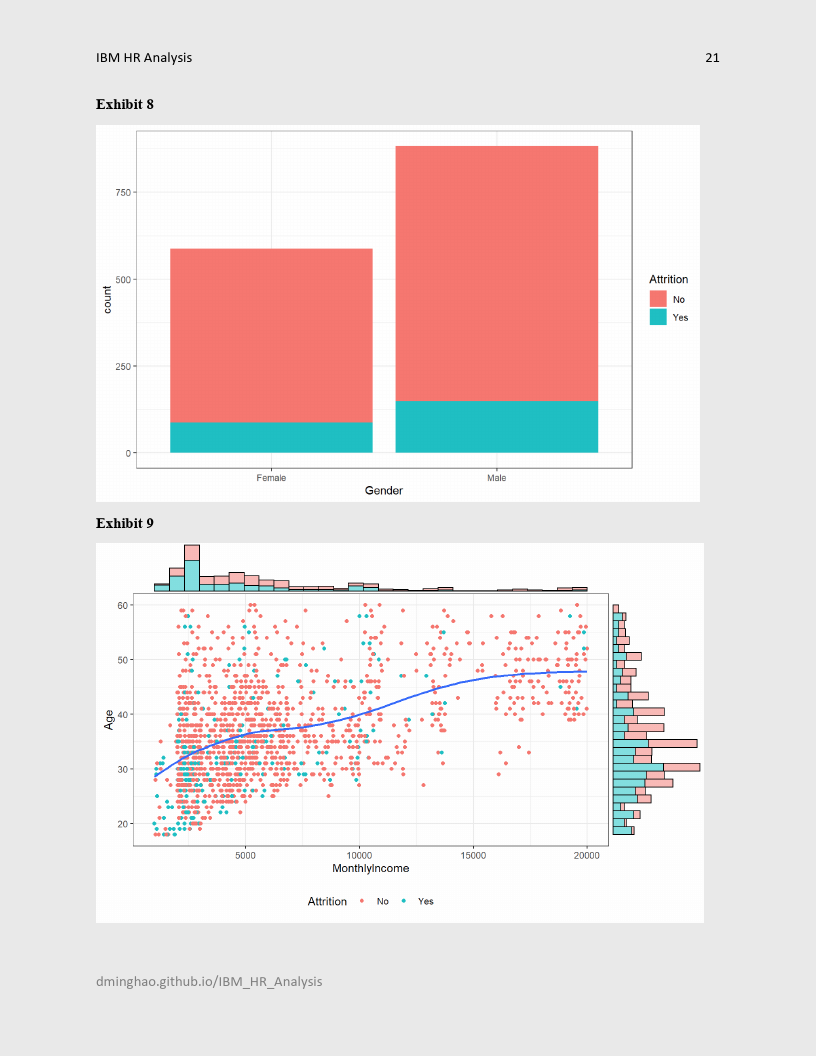 IBM HR Analysis 21
Exhibit 8
750
500
250
0
count
Female Male
Gender
Attrition
No
Yes
Exhibit 9
60
50
40
30
20
Age
5000 10000 15000 20000
MonthlyIncome
Attrition No Yes
dminghao.github.io/IBM_HR_Analysis